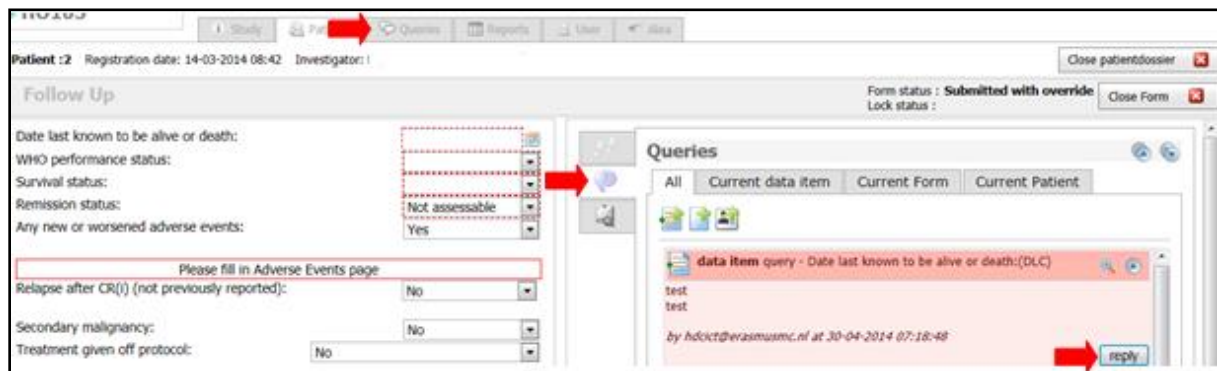 Study
Queries
Reports
User
Alea
Patient :2 Registration date: 14-03-2014 08:42 Investigator:
Close patientdossier
Follow Up
Form status : Submitted with override
Lock status :
Close Form
Date last known to be alive or death:
WHO performance status:
Survival status:
Remission status:
Not assessable
Any new or worsened adverse events:
Yes
Please fill in Adverse Events page
Relapse after CR(i) (not previously reported):
No
Secondary malignancy:
No
Treatment given off protocol:
No
Queries
All
Current data item
Current Form
Current Patient
data item query - Date last known to be alive or death:(DLC)
test
test
by hdcict@erasmusmc.nl at 30-04-2014 07:18:48
reply